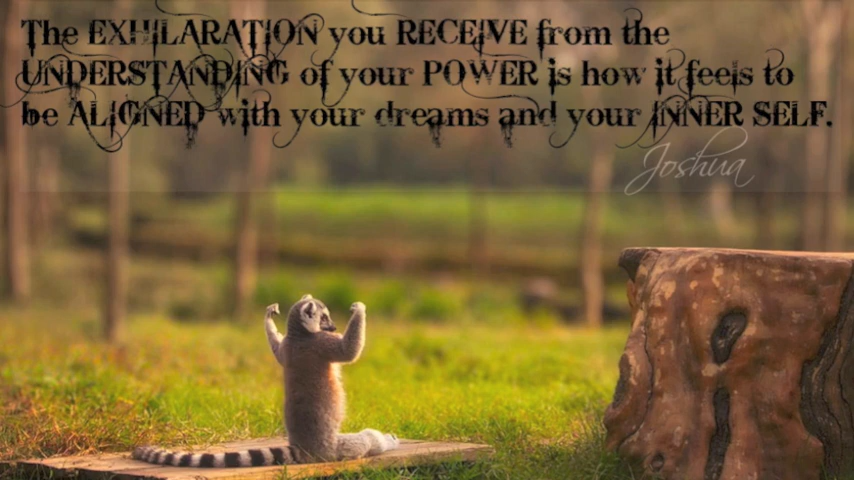 The EXHILARATION you RECEIVE from the
UNDERSTANDING of your POWER is how it feels to
be ALIGNED with your dreams and your INNER SELF.
Joshua